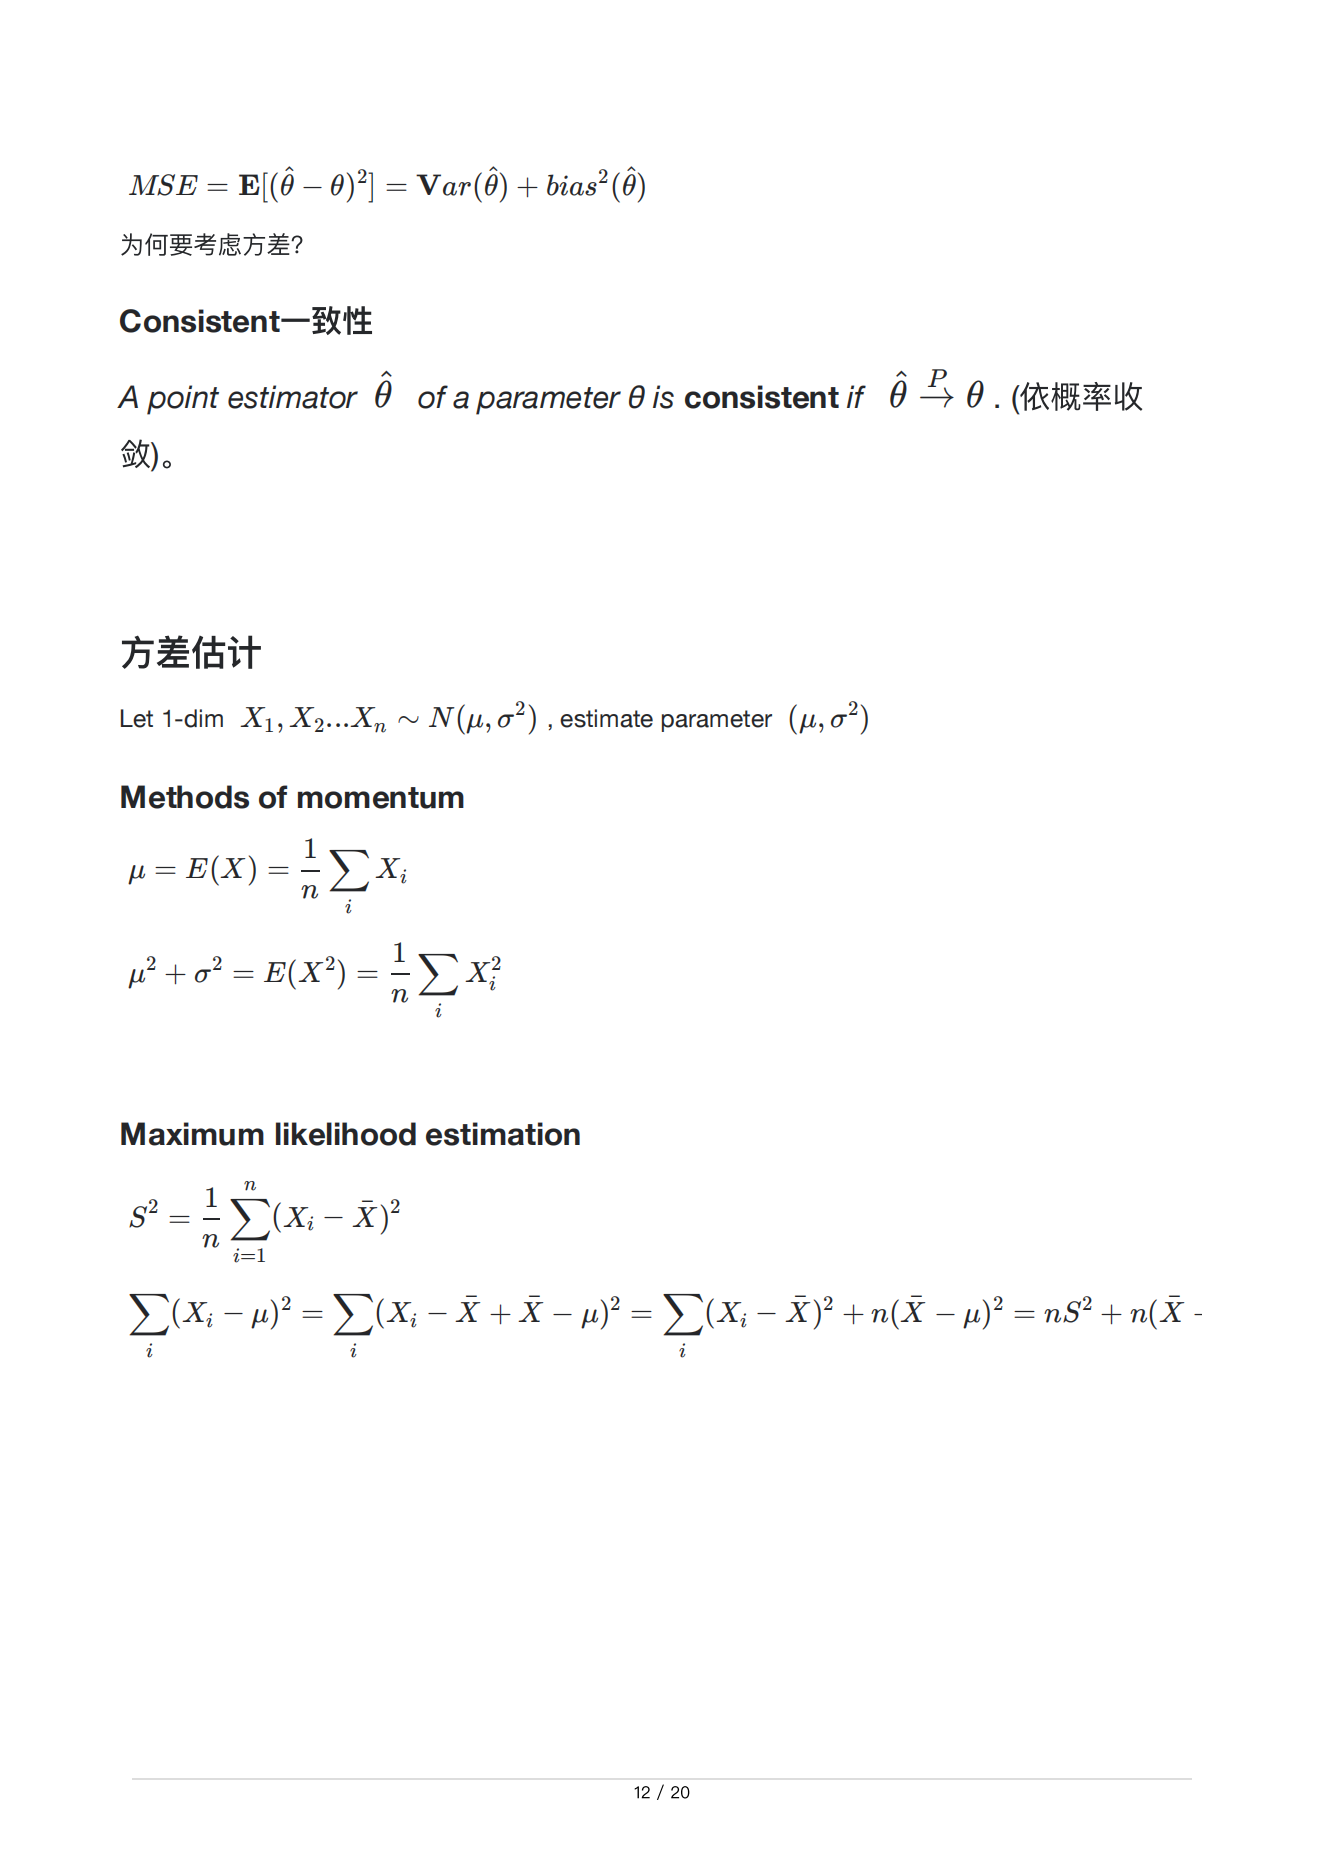 $MSE = \mathbf{E}[(\hat{\theta} - \theta)^2] = \mathbf{V}ar(\hat{\theta}) + bias^2(\hat{\theta})$
为何要考虑方差?
Consistent一致性
A point estimator $\hat{\theta}$ of a parameter θ is consistent if $\hat{\theta} \xrightarrow{P} \theta$ . (依概率收
敛)。
方差估计
Let 1-dim $X_1, X_2 ... X_n \sim N(\mu, \sigma^2)$ , estimate parameter $(\mu, \sigma^2)$
Methods of momentum
$\mu = E(X) = \frac{1}{n} \sum_i X_i$
$\mu^2 + \sigma^2 = E(X^2) = \frac{1}{n} \sum_i X_i^2$
Maximum likelihood estimation
$S^2 = \frac{1}{n} \sum_{i=1}^{n} (X_i - \bar{X})^2$
$\sum_i (X_i - \mu)^2 = \sum_i (X_i - \bar{X} + \bar{X} - \mu)^2 = \sum_i (X_i - \bar{X})^2 + n(\bar{X} - \mu)^2 = nS^2 + n(\bar{X} -$
12 / 20